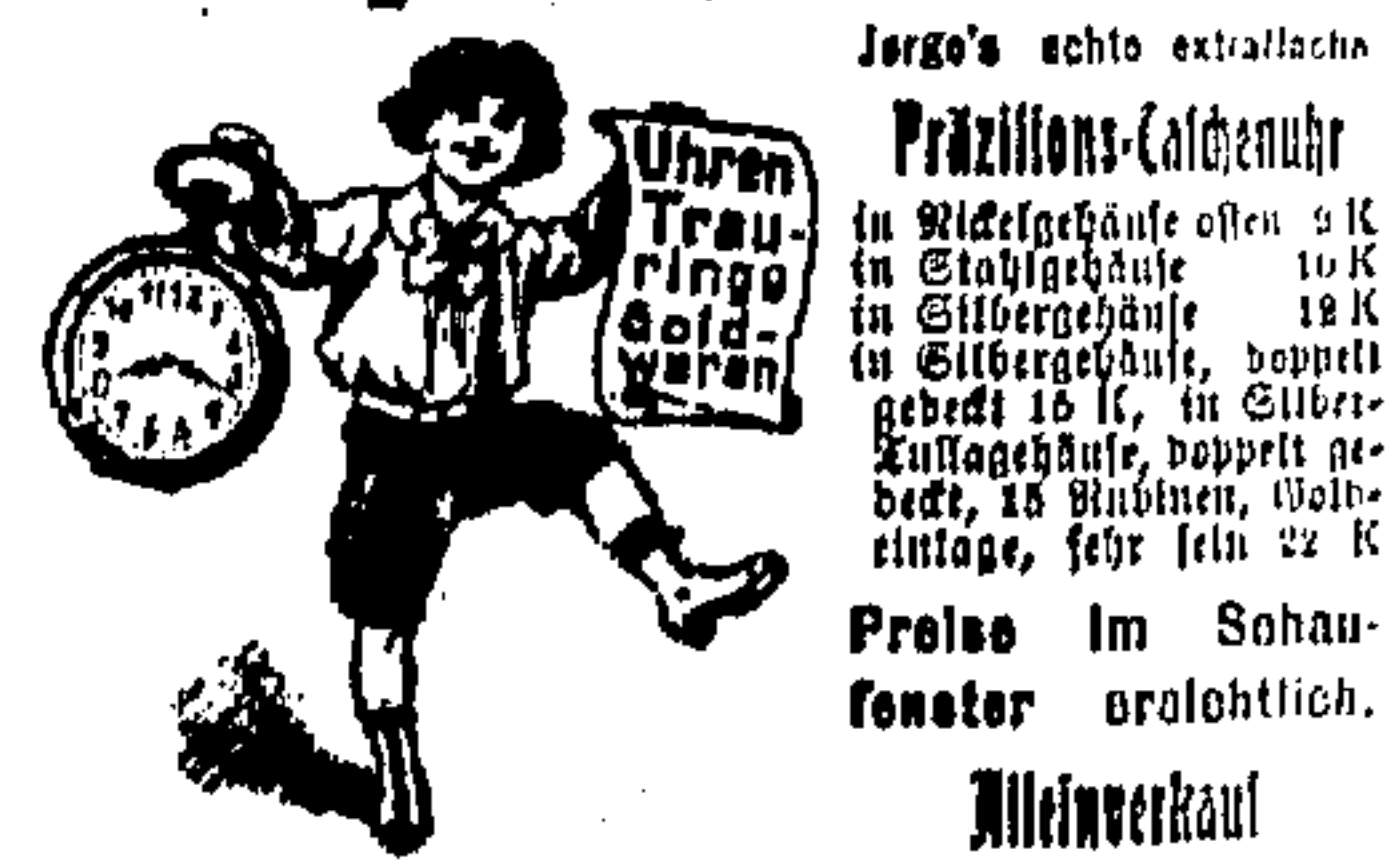 Uhren
Trau-
ringe
Gold-
waren
Jorgo's echte extraflache
Präzisions-Taschenuhr
in Nickelgehäuse offen 9 K
in Stahlgehäuse 10 K
in Silbergehäuse 12 K
in Silbergehäuse, doppelt
gedeckt 15 K, in Silber-
Tullagehäuse, doppelt ge-
deckt, 15 Rubinen, Gold-
einlage, sehr fein 22 K
Preise im Schau-
fenster ersichtlich.
Alleinverkauf